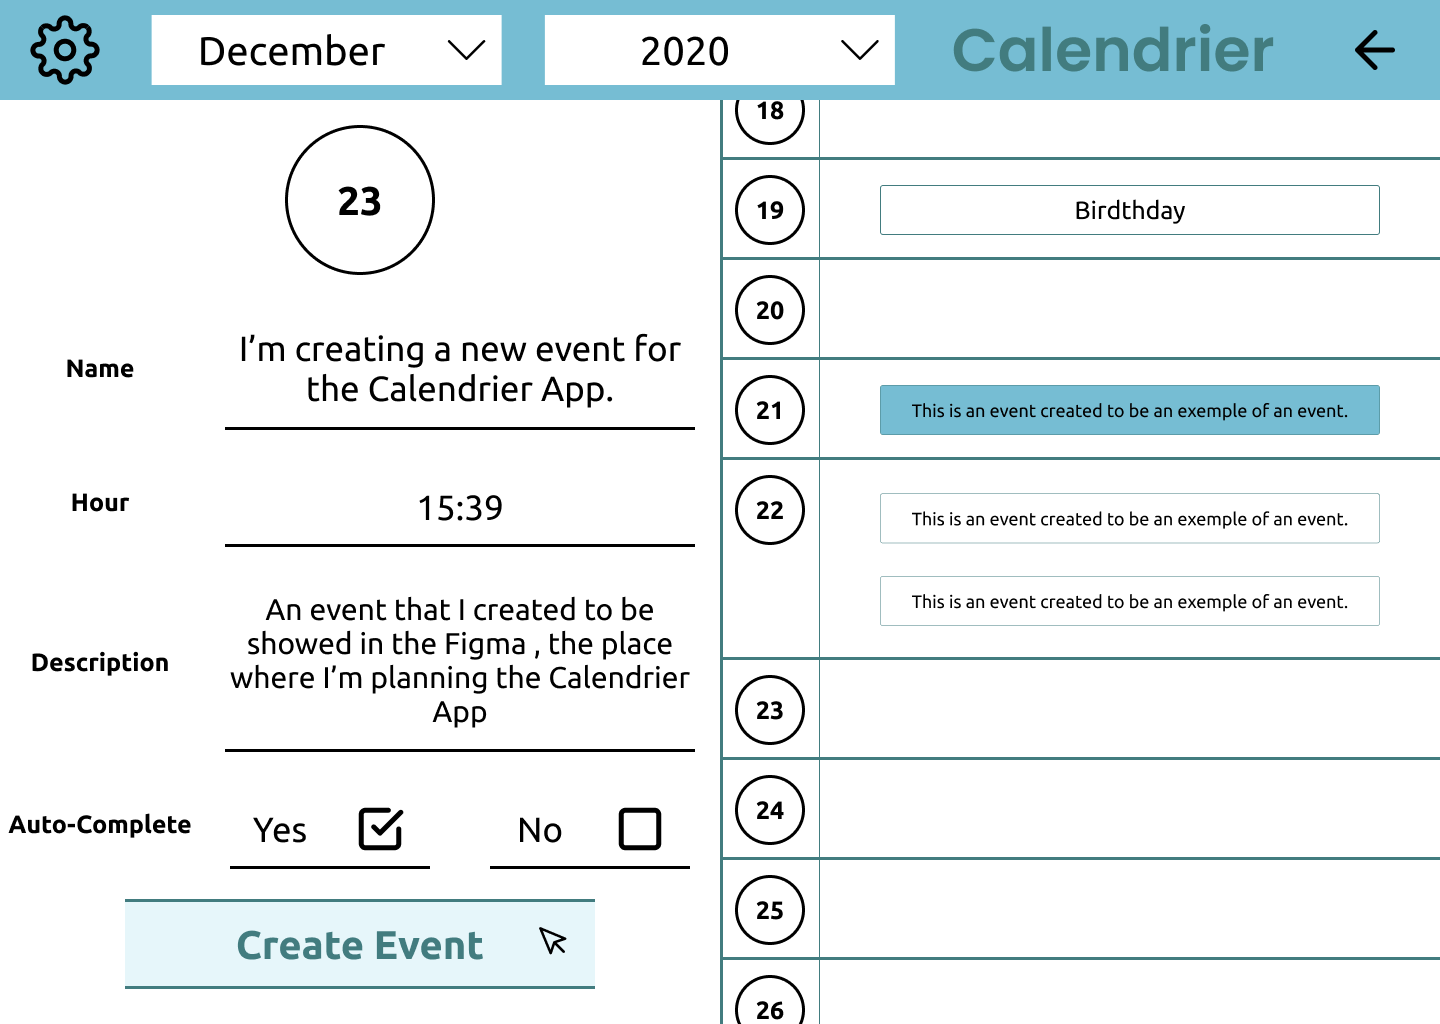 December
2020
Calendrier
23
Name
I’m creating a new event for
the Calendrier App.
Hour
15:39
Description
An event that I created to be
showed in the Figma , the place
where I’m planning the Calendrier
App
Auto-Complete
Yes
No
Create Event
18
19
Birdthday
20
21
This is an event created to be an exemple of an event.
22
This is an event created to be an exemple of an event.
This is an event created to be an exemple of an event.
23
24
25
26